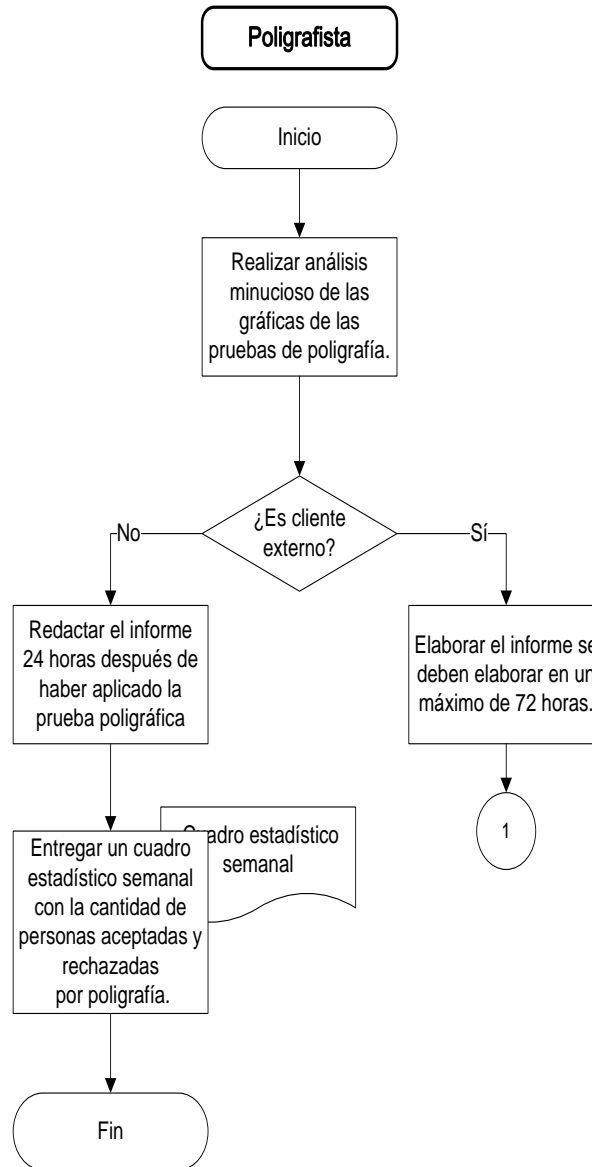 Poligrafista
Inicio
Realizar análisis
minucioso de las
gráficas de las
pruebas de poligrafía.
¿Es cliente
externo?
No
Sí
Redactar el informe
24 horas después de
haber aplicado la
prueba poligráfica
Elaborar el informe se
deben elaborar en un
máximo de 72 horas.
1
Cuadro estadístico
semanal
Entregar un cuadro
estadístico semanal
con la cantidad de
personas aceptadas y
rechazadas
por poligrafía.
Fin